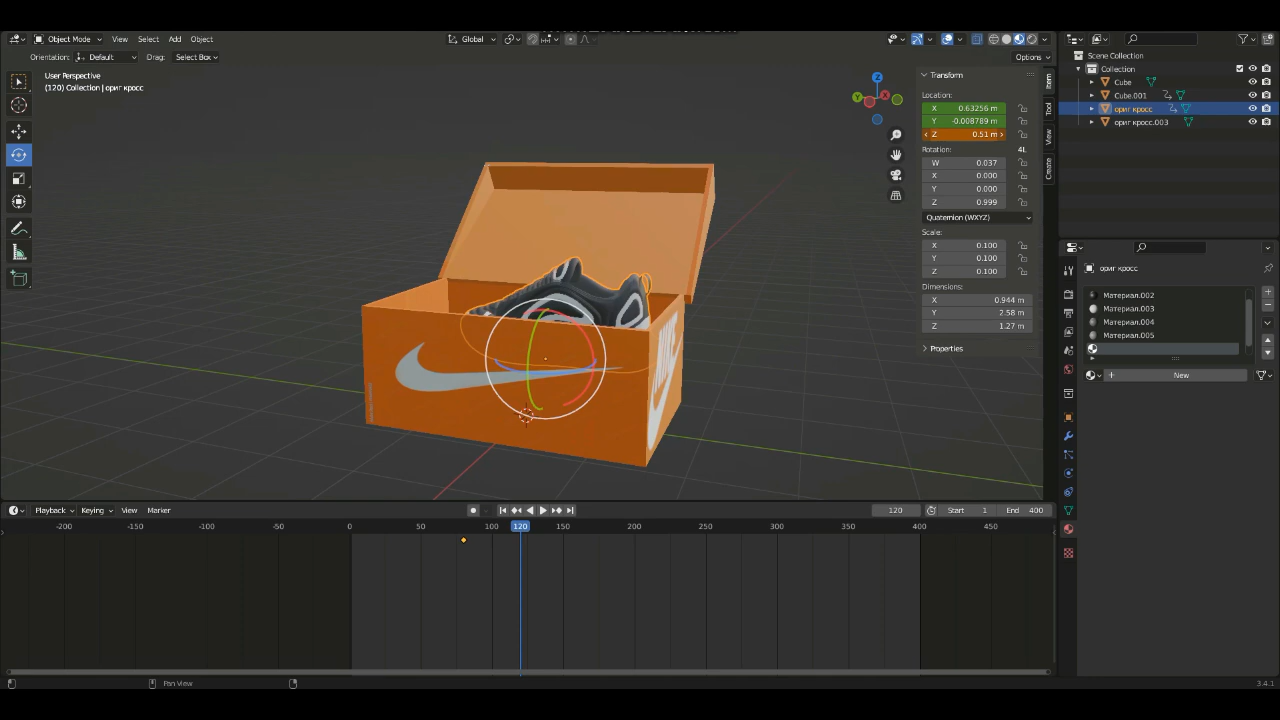 Object Mode View Select Add Object Global
Orientation: Default Drag: Select Box Options
User Perspective
(120) Collection | ориг кросс
Z
Y
X
Transform
Location:
X 0.63256 m
Y -0.008789 m
Z 0.51 m
Rotation: 4L
W 0.037
X 0.000
Y 0.000
Z 0.999
Quaternion (WXYZ)
Scale:
X 0.100
Y 0.100
Z 0.100
Dimensions:
X 0.944 m
Y 2.58 m
Z 1.27 m
Properties
Item
Tool
View
Create
Scene Collection
Collection
Cube
Cube.001
ориг кросс
ориг кросс.003
ориг кросс
Материал.002
Материал.003
Материал.004
Материал.005
New
Playback Keying View Marker 120 Start 1 End 400
-200 -150 -100 -50 0 50 100 120 150 200 250 300 350 400 450
Pan View 3.4.1